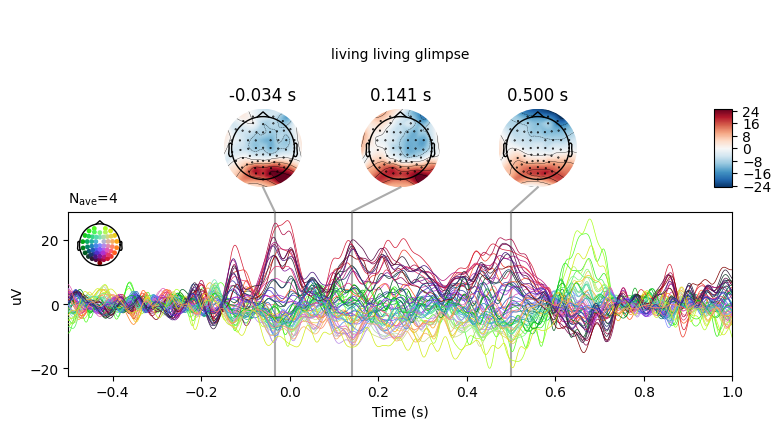 living living glimpse
-0.034 s 0.141 s 0.500 s
24
16
8
0
−8
−16
−24
Nave=4
20
0
−20
uV
−0.4 −0.2 0.0 0.2 0.4 0.6 0.8 1.0
Time (s)